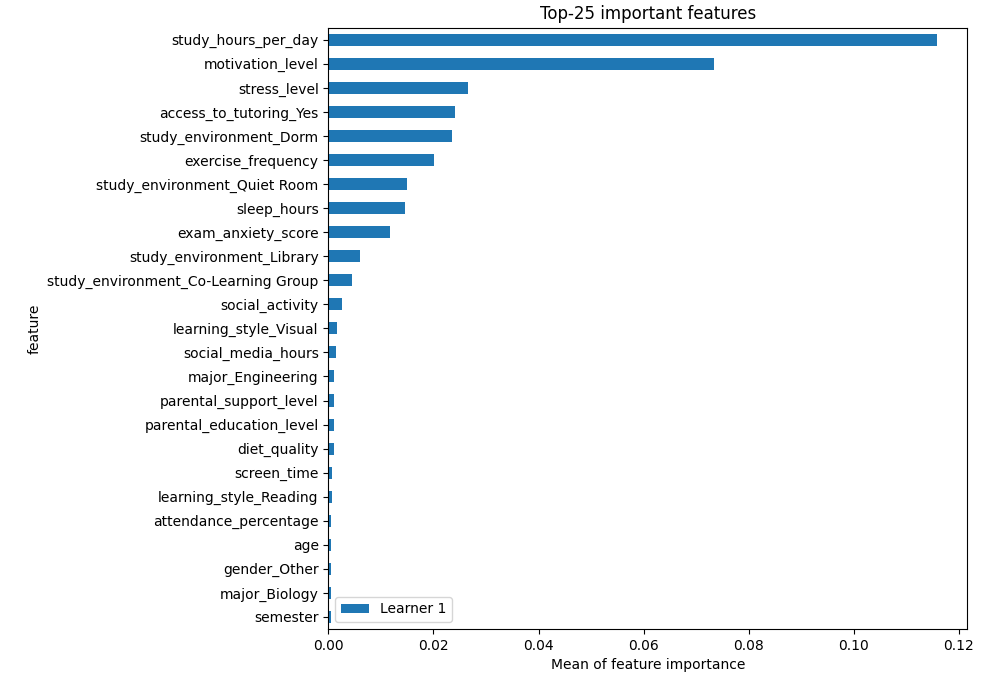 Top-25 important features
study_hours_per_day
motivation_level
stress_level
access_to_tutoring_Yes
study_environment_Dorm
exercise_frequency
study_environment_Quiet Room
sleep_hours
exam_anxiety_score
study_environment_Library
study_environment_Co-Learning Group
social_activity
learning_style_Visual
social_media_hours
major_Engineering
parental_support_level
parental_education_level
diet_quality
screen_time
learning_style_Reading
attendance_percentage
age
gender_Other
major_Biology
semester
feature
Learner 1
0.00 0.02 0.04 0.06 0.08 0.10 0.12
Mean of feature importance